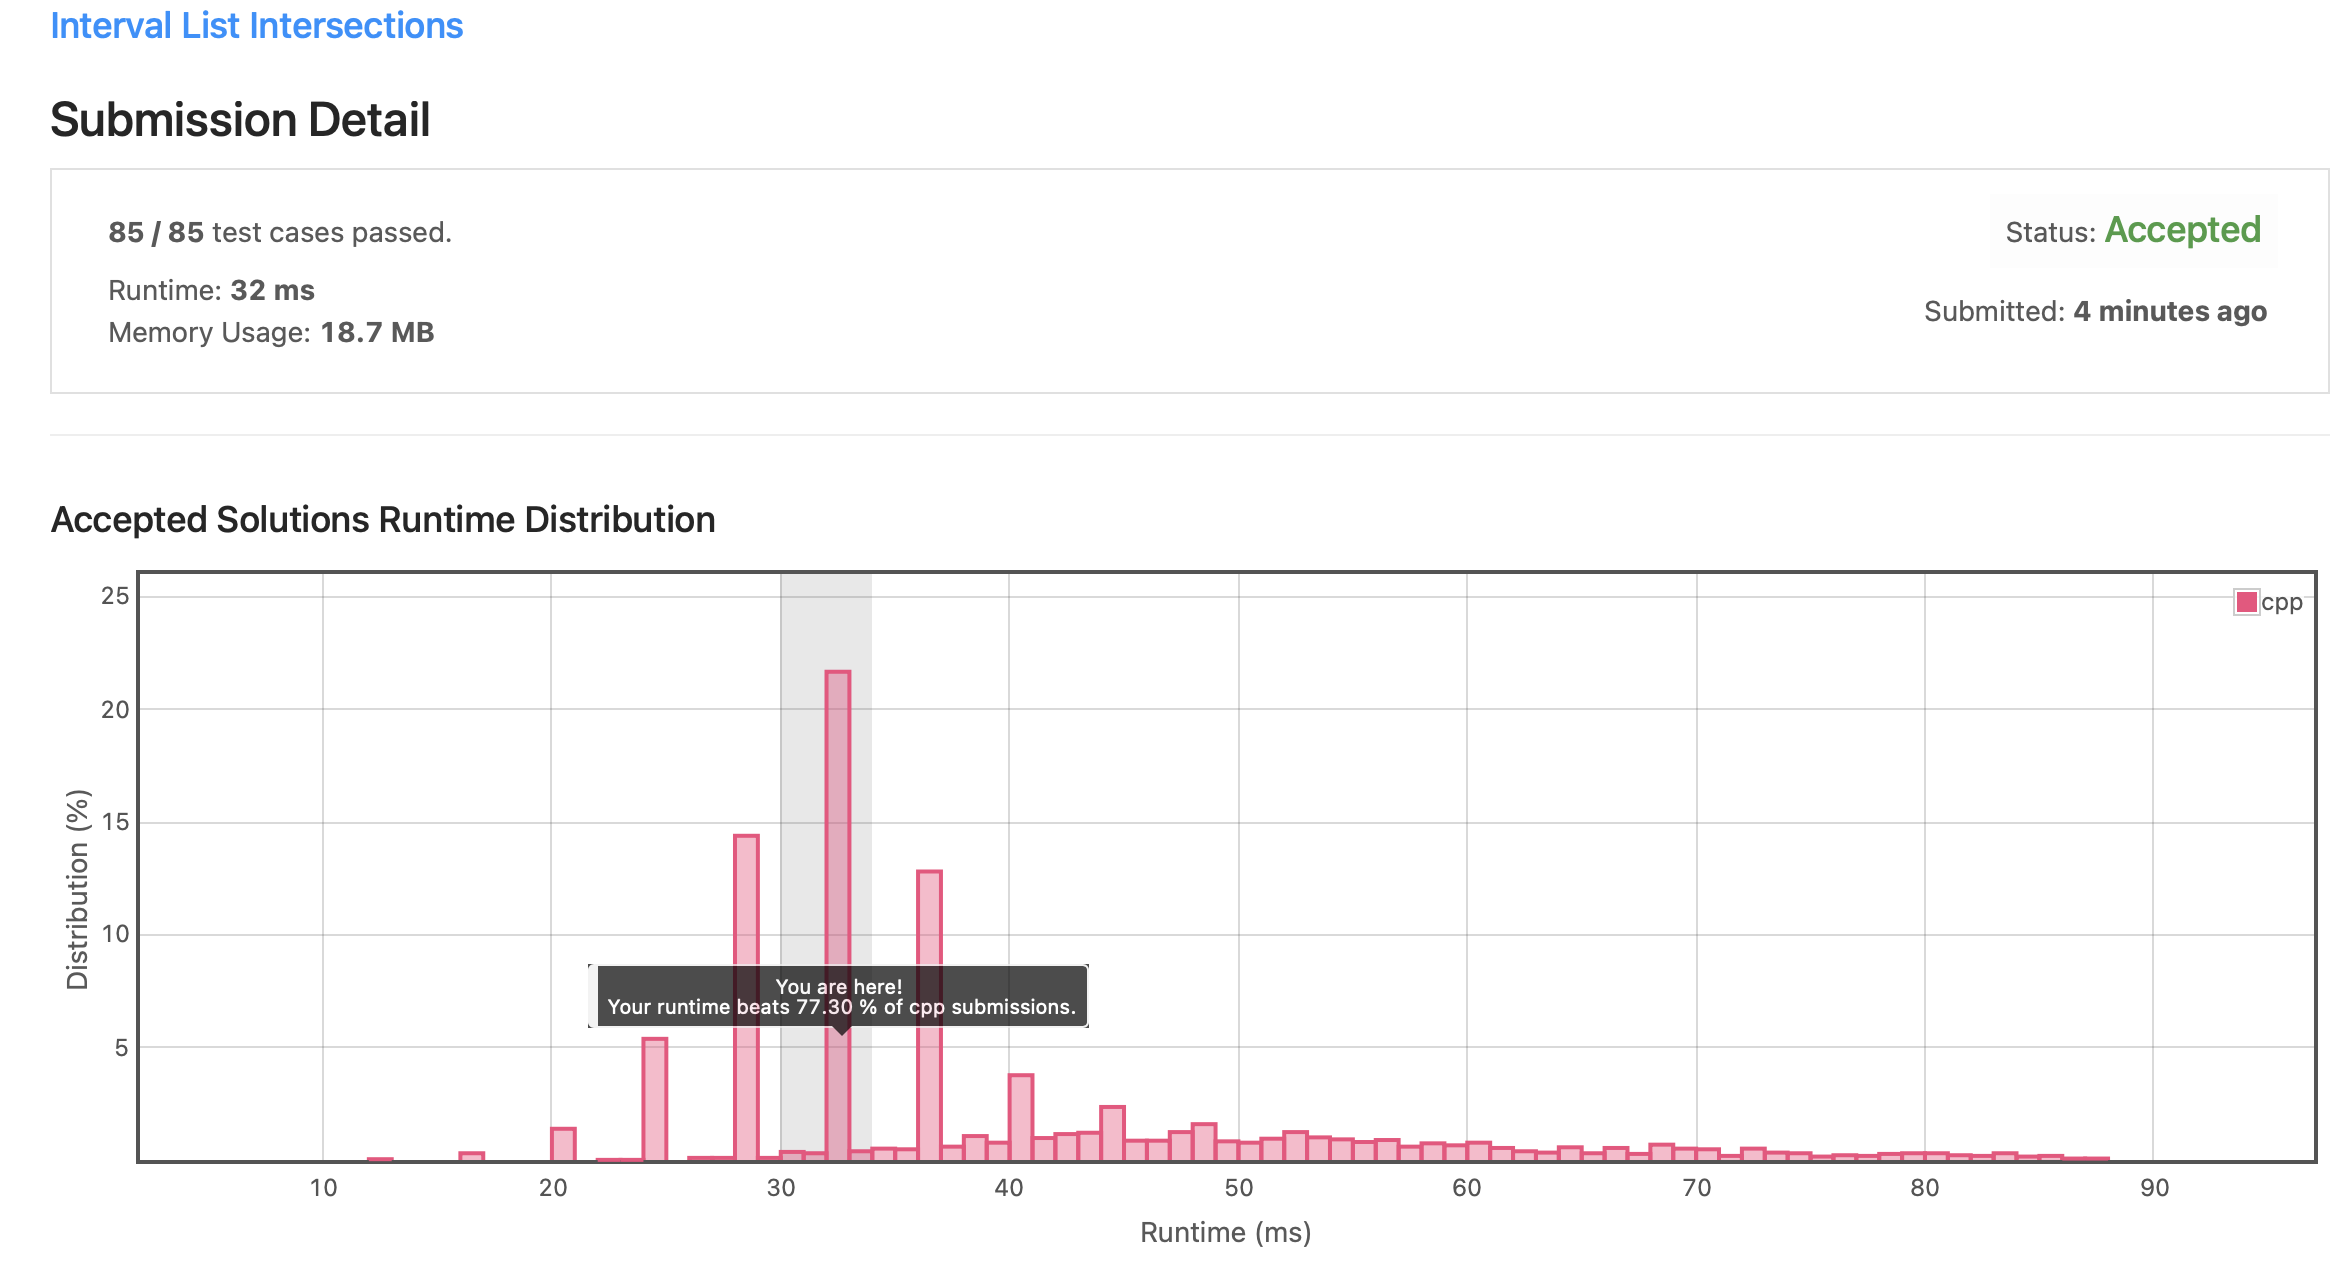 Interval List Intersections
Submission Detail
85 / 85 test cases passed.
Status: Accepted
Runtime: 32 ms
Submitted: 4 minutes ago
Memory Usage: 18.7 MB
Accepted Solutions Runtime Distribution
cpp
Distribution (%)
25
20
15
10
5
You are here!
Your runtime beats 77.30 % of cpp submissions.
10 20 30 40 50 60 70 80 90
Runtime (ms)